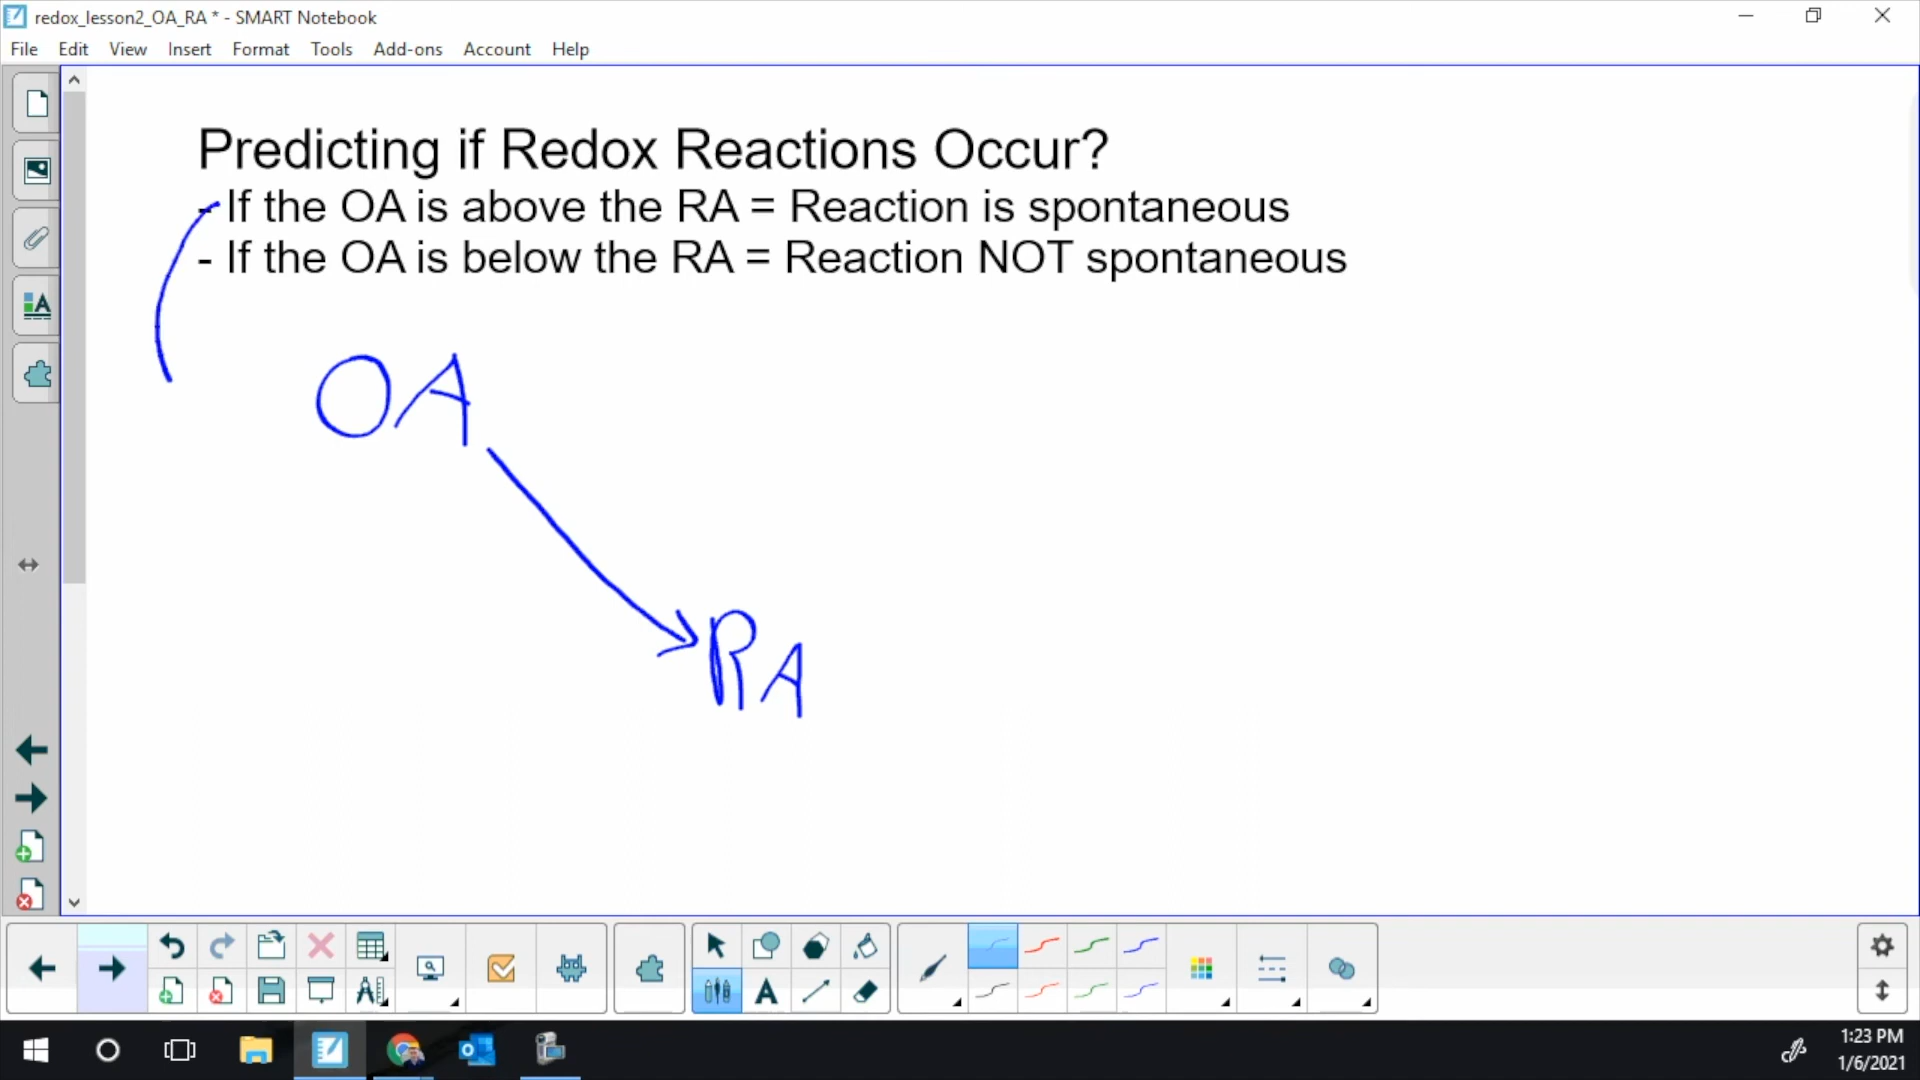 redox_lesson2_OA_RA * - SMART Notebook
File Edit View Insert Format Tools Add-ons Account Help
Predicting if Redox Reactions Occur?
- If the OA is above the RA = Reaction is spontaneous
- If the OA is below the RA = Reaction NOT spontaneous
OA
RA
1:23 PM
1/6/2021